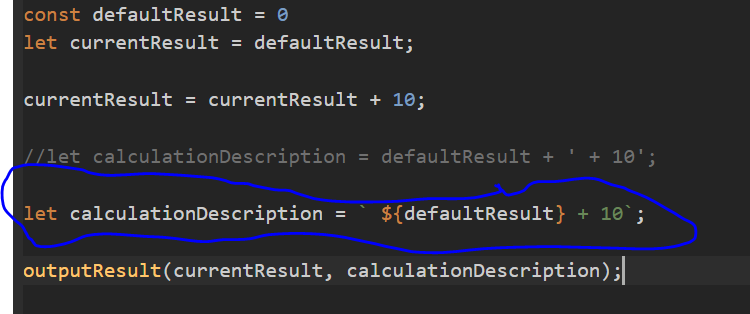 const defaultResult = 0
let currentResult = defaultResult;
currentResult = currentResult + 10;
//let calculationDescription = defaultResult + ' + 10';
let calculationDescription = ` ${defaultResult} + 10`;
outputResult(currentResult, calculationDescription);